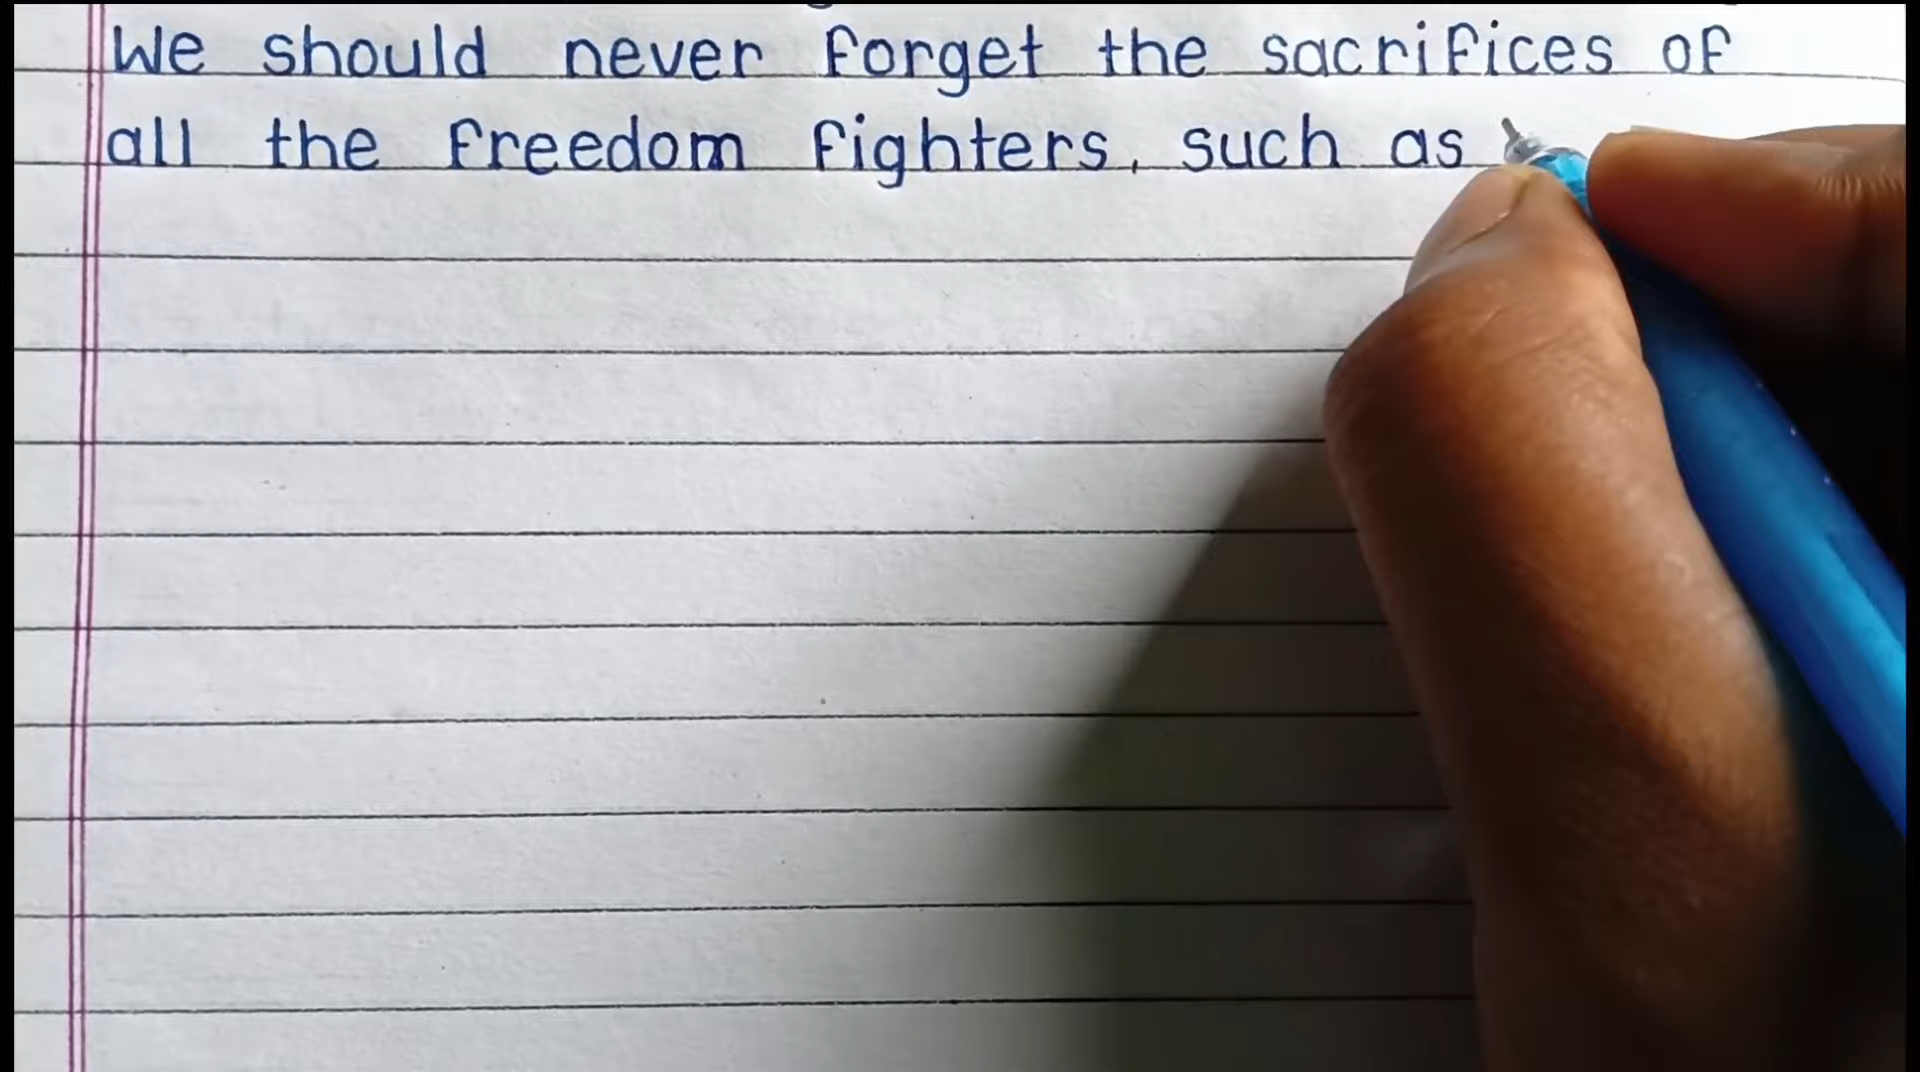 We should never forget the sacrifices of
all the freedom fighters, such as